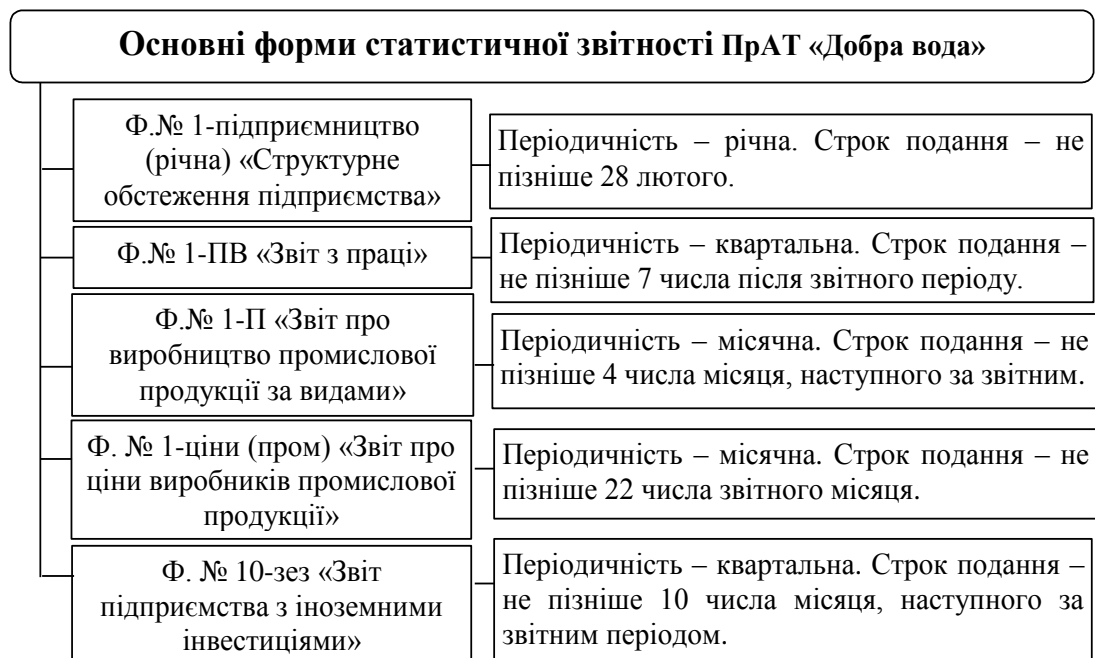 Основні форми статистичної звітності ПрАТ «Добра вода»
Ф.№ 1-підприємництво
(річна) «Структурне
обстеження підприємства»
Періодичність – річна. Строк подання – не
пізніше 28 лютого.
Ф.№ 1-ПВ «Звіт з праці»
Періодичність – квартальна. Строк подання –
не пізніше 7 числа після звітного періоду.
Ф.№ 1-П «Звіт про
виробництво промислової
продукції за видами»
Періодичність – місячна. Строк подання – не
пізніше 4 числа місяця, наступного за звітним.
Ф. № 1-ціни (пром) «Звіт про
ціни виробників промислової
продукції»
Періодичність – місячна. Строк подання – не
пізніше 22 числа звітного місяця.
Ф. № 10-зез «Звіт
підприємства з іноземними
інвестиціями»
Періодичність – квартальна. Строк подання –
не пізніше 10 числа місяця, наступного за
звітним періодом.